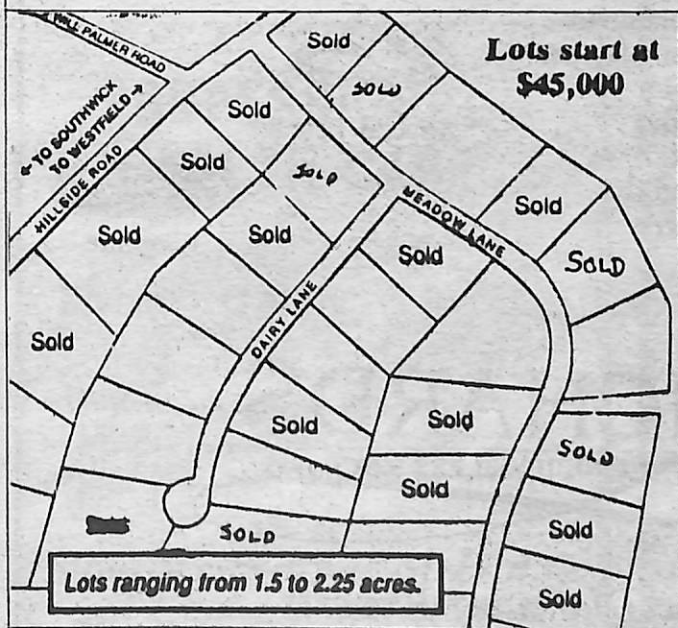 WILL PALMER ROAD
Sold
Lots start at
$45,000
SOLD
← TO SOUTHWICK
TO WESTFIELD →
HILLSIDE ROAD
Sold
Sold
SOLD
MEADOW LANE
Sold
Sold
Sold
Sold
SOLD
DAIRY LANE
Sold
Sold
Sold
SOLD
Sold
SOLD
Sold
Sold
Lots ranging from 1.5 to 2.25 acres.